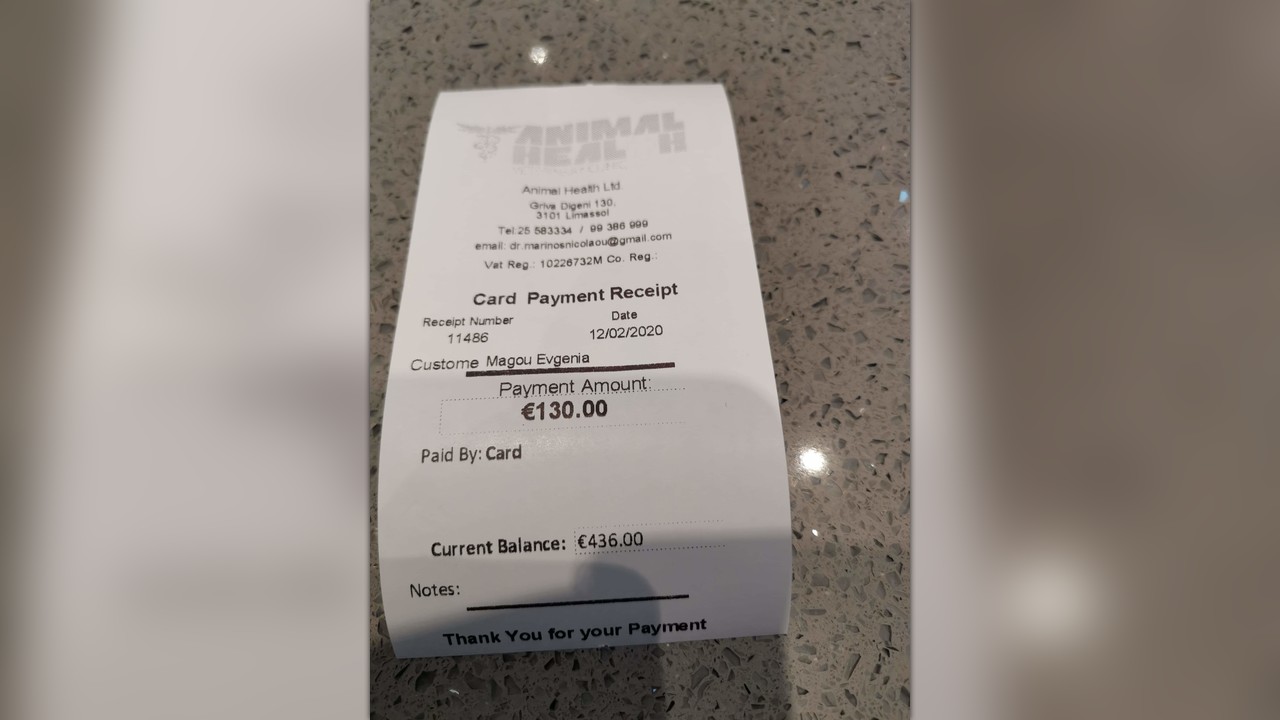 ANIMAL
HEAL H
Animal Health Ltd
Griva Digeni 130,
3101 Limassol
Tel:25 583334 / 99 386 999
email: dr.marinosnicolaou@gmail.com
Vat Reg.: 10226732M Co. Reg.:
Card Payment Receipt
Receipt Number Date
11486 12/02/2020
Custome Magou Evgenia
Payment Amount:
€130.00
Paid By: Card
Current Balance: €436.00
Notes:
Thank You for your Payment